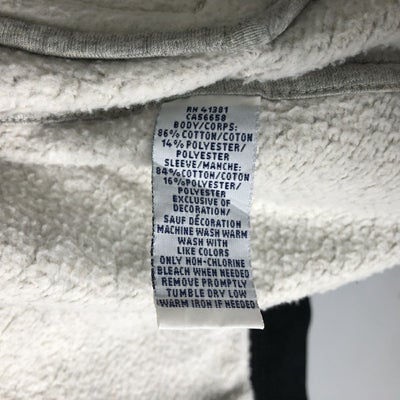 RN 41381
CA56658
BODY/CORPS:
86% COTTON/COTON
14% POLYESTER/
POLYESTER
SLEEVE/MANCHE:
84% COTTON/COTON
16% POLYESTER/
POLYESTER
EXCLUSIVE OF
DECORATION/
SAUF DÉCORATION
MACHINE WASH WARM
WASH WITH
LIKE COLORS
ONLY NON-CHLORINE
BLEACH WHEN NEEDED
REMOVE PROMPTLY
TUMBLE DRY LOW
WARM IRON IF NEEDED